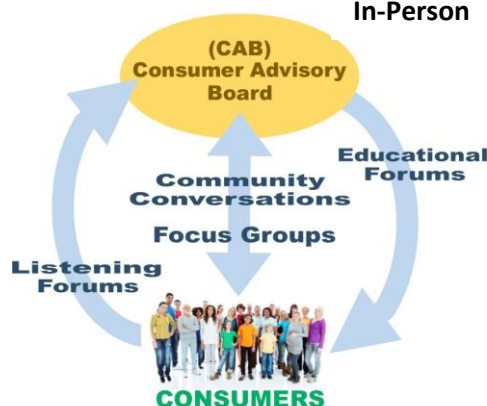 In-Person
(CAB)
Consumer Advisory
Board
Educational
Forums
Community
Conversations
Focus Groups
Listening
Forums
CONSUMERS